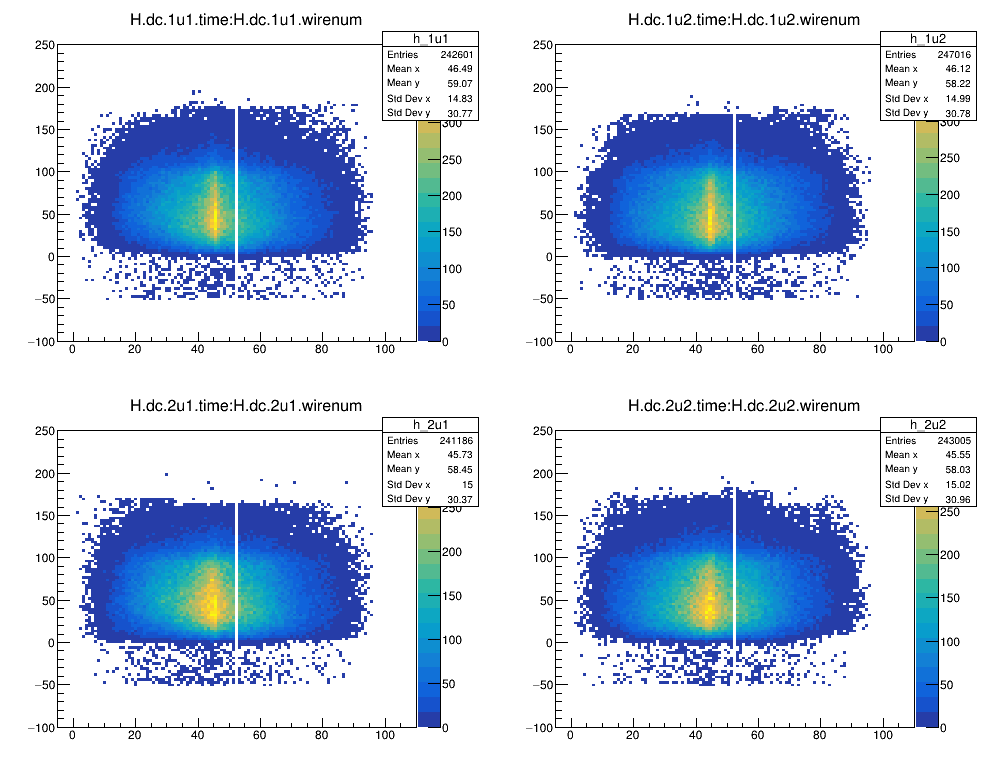 H.dc.1u1.time:H.dc.1u1.wirenum
h_1u1
Entries 242601
Mean x 46.49
Mean y 59.07
Std Dev x 14.83
Std Dev y 30.77
250
200
150
100
50
0
−50
−100
0 20 40 60 80 100
300
250
200
150
100
50
0
H.dc.1u2.time:H.dc.1u2.wirenum
h_1u2
Entries 247016
Mean x 46.12
Mean y 58.22
Std Dev x 14.99
Std Dev y 30.78
250
200
150
100
50
0
−50
−100
0 20 40 60 80 100
300
250
200
150
100
50
0
H.dc.2u1.time:H.dc.2u1.wirenum
h_2u1
Entries 241186
Mean x 45.73
Mean y 58.45
Std Dev x 15
Std Dev y 30.37
250
200
150
100
50
0
−50
−100
0 20 40 60 80 100
250
200
150
100
50
0
H.dc.2u2.time:H.dc.2u2.wirenum
h_2u2
Entries 243005
Mean x 45.55
Mean y 58.03
Std Dev x 15.02
Std Dev y 30.96
250
200
150
100
50
0
−50
−100
0 20 40 60 80 100
250
200
150
100
50
0